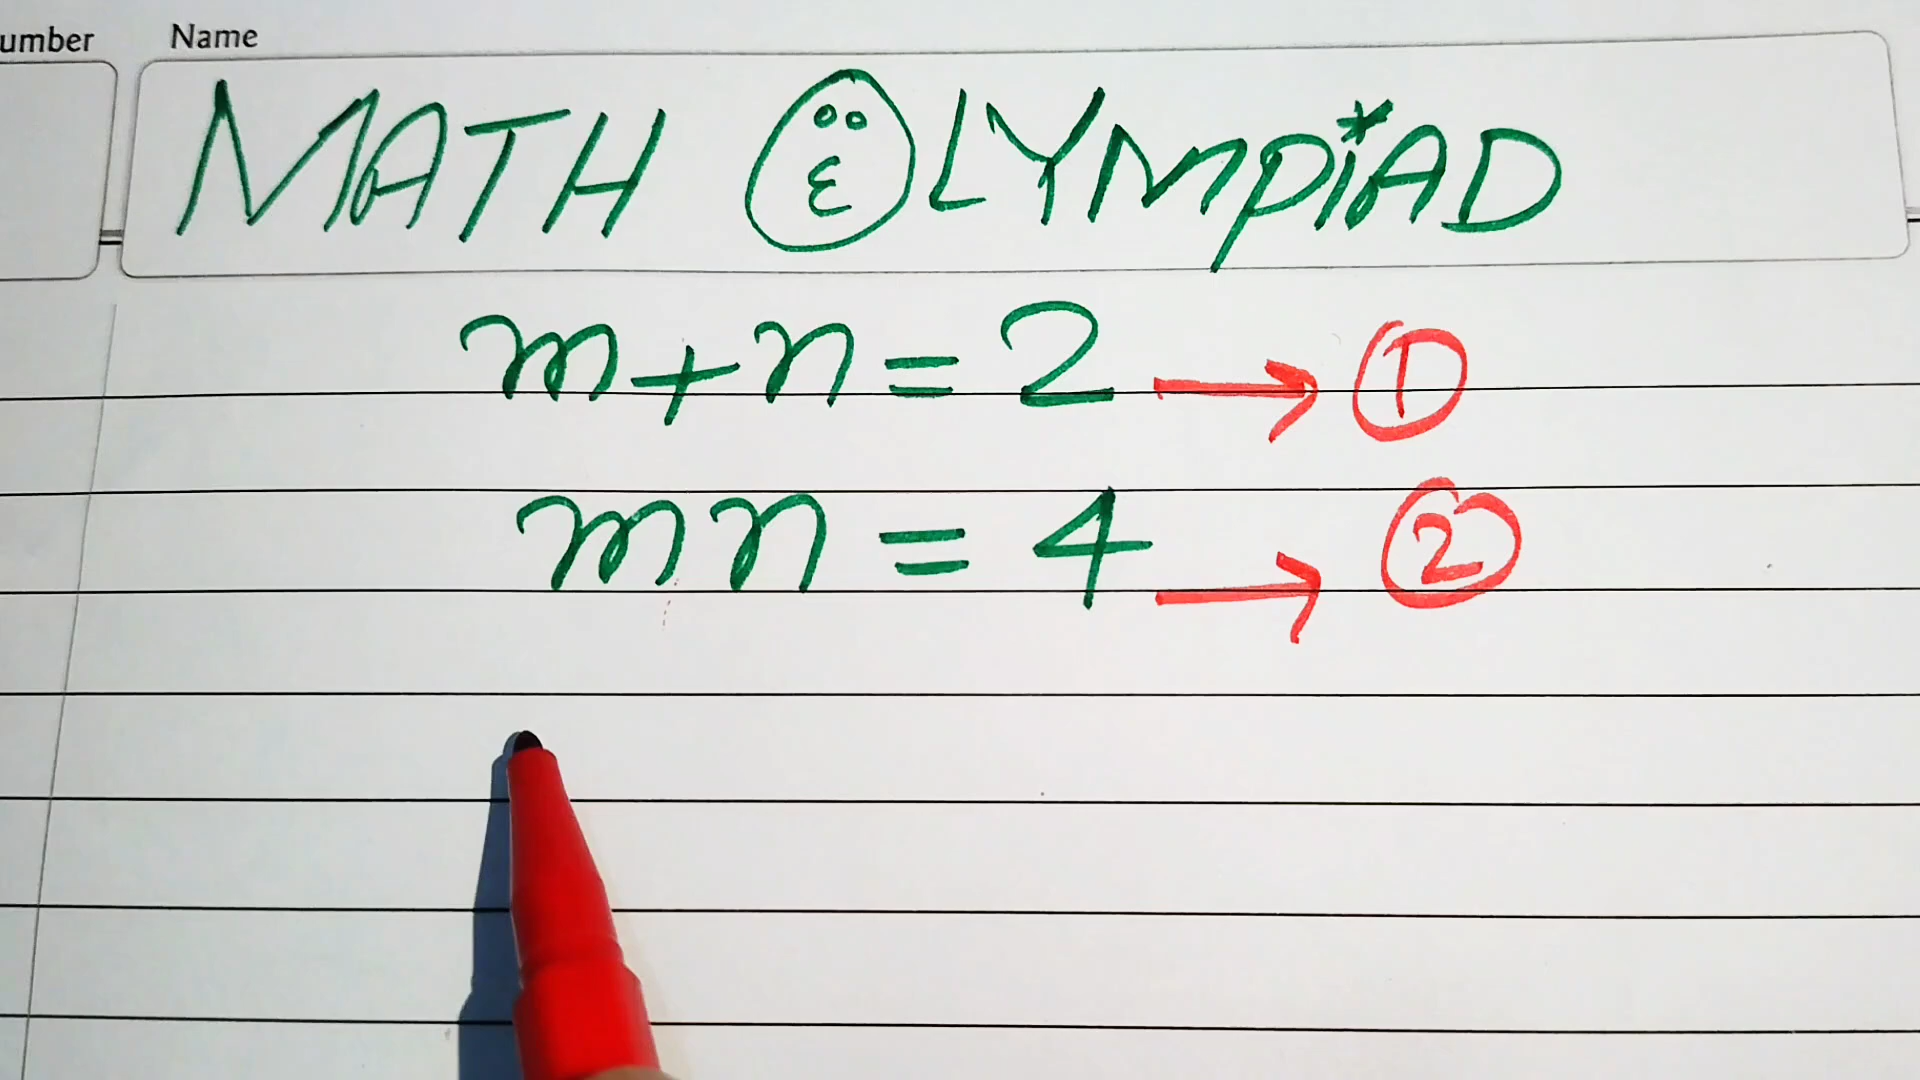 umber Name
MATH OLYMPiAD
m+n=2 → ①
mn = 4 → ②